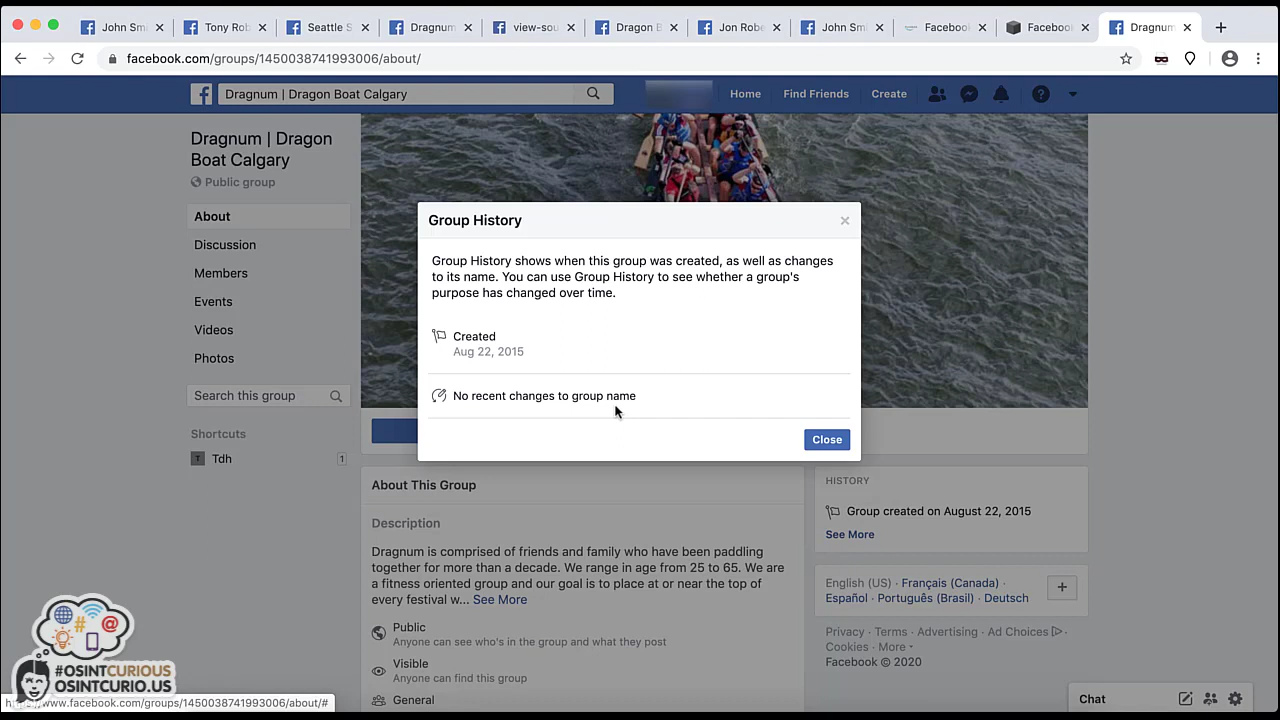 John Sm
Tony Rob
Seattle S
Dragnum
view-sou
Dragon B
Jon Robe
John Smi
Facebook
Facebook
Dragnum
facebook.com/groups/1450038741993006/about/
Dragnum | Dragon Boat Calgary
Home
Find Friends
Create
Dragnum | Dragon
Boat Calgary
Public group
About
Discussion
Members
Events
Videos
Photos
Search this group
Shortcuts
T
Tdh
1
Group History
Group History shows when this group was created, as well as changes
to its name. You can use Group History to see whether a group's
purpose has changed over time.
Created
Aug 22, 2015
No recent changes to group name
Close
About This Group
Description
Dragnum is comprised of friends and family who have been paddling
together for more than a decade. We range in age from 25 to 65. We are
a fitness oriented group and our goal is to place at or near the top of
every festival w... See More
Public
Anyone can see who's in the group and what they post
Visible
Anyone can find this group
General
HISTORY
Group created on August 22, 2015
See More
English (US) · Français (Canada) ·
Español · Português (Brasil) · Deutsch
Privacy · Terms · Advertising · Ad Choices ·
Cookies · More
Facebook © 2020
Chat
#OSINTCURIOUS
OSINTCURIO.US
https://www.facebook.com/groups/1450038741993006/about/#